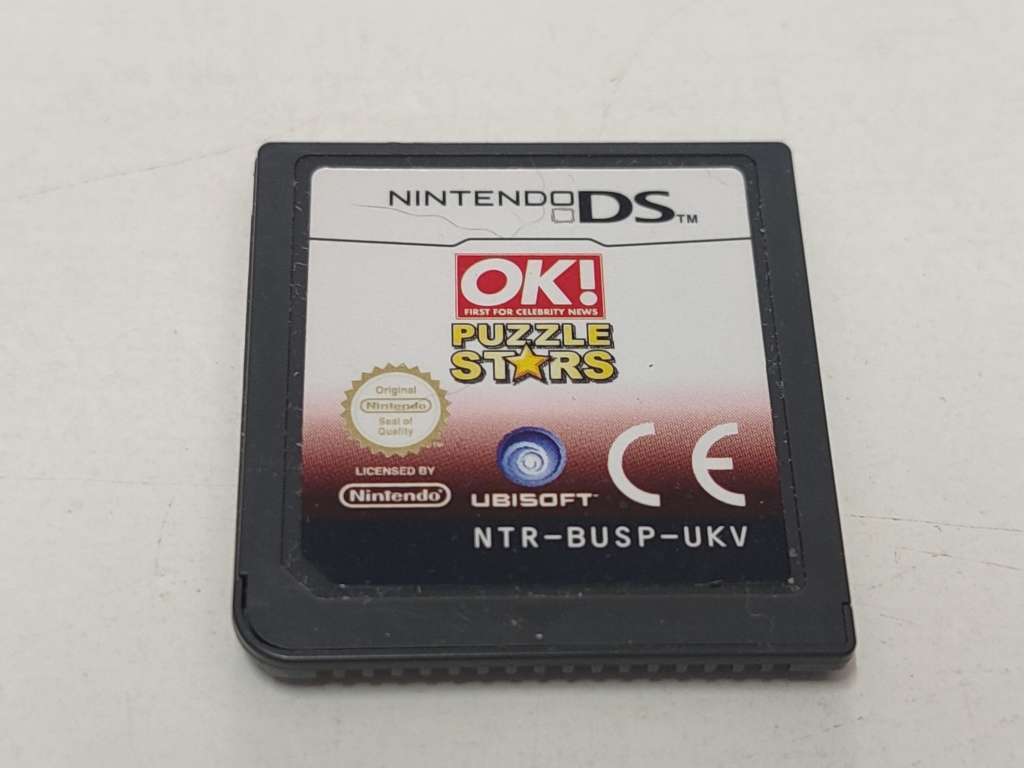 NINTENDO DS™
OK!
FIRST FOR CELEBRITY NEWS
PUZZLE
STARS
Original
Nintendo
Seal of
Quality
LICENSED BY
Nintendo®
UBISOFT™
CE
NTR-BUSP-UKV